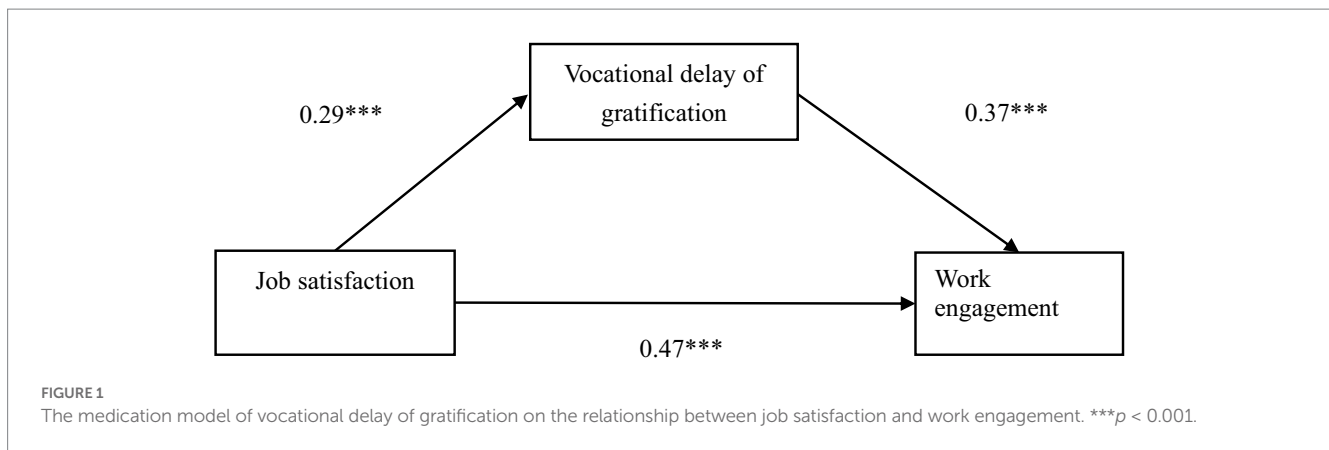 Vocational delay of
gratification
0.29***
0.37***
Job satisfaction
Work
engagement
0.47***
FIGURE 1
The medication model of vocational delay of gratification on the relationship between job satisfaction and work engagement. ***p < 0.001.